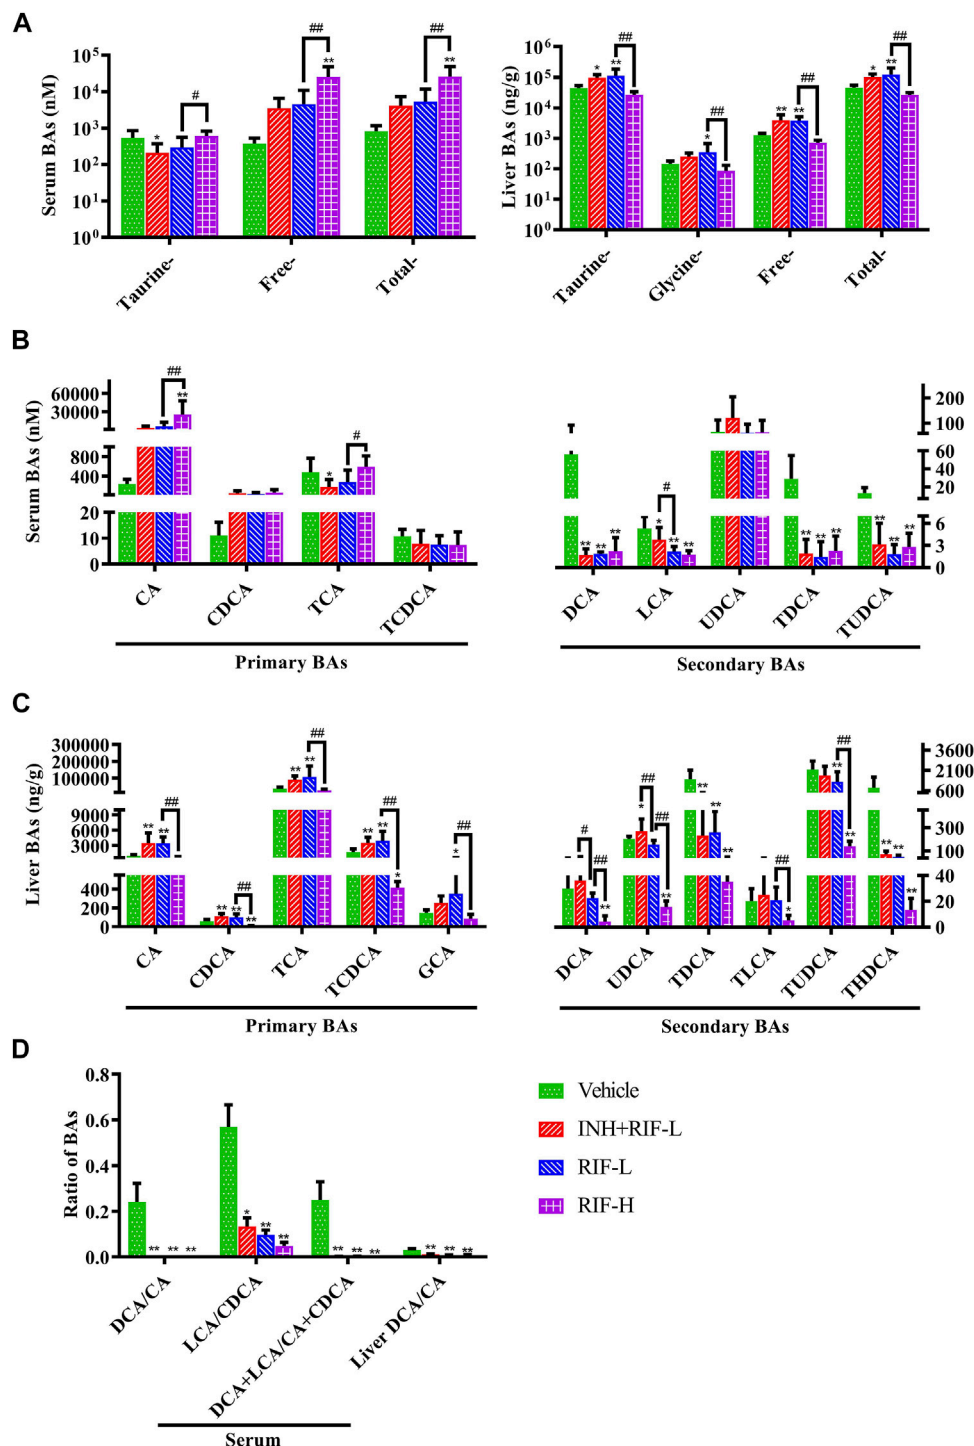 A
Serum BAs (nM)
10^5
10^4
10^3
10^2
10^1
10^0
#
*
##
**
##
**
Taurine-
Free-
Total-
Liver BAs (ng/g)
10^6
10^5
10^4
10^3
10^2
10^1
10^0
##
* **
##
*
##
** **
##
* **
Taurine-
Glycine-
Free-
Total-
B
Serum BAs (nM)
60000
30000
800
400
20
10
0
##
**
#
*
CA
CDCA
TCA
TCDCA
Primary BAs
200
100
60
40
20
6
3
0
** ** **
#
* ** **
** ** **
** ** **
DCA
LCA
UDCA
TDCA
TUDCA
Secondary BAs
C
Liver BAs (ng/g)
300000
200000
100000
9000
6000
3000
400
200
0
##
** **
##
** ** **
##
** **
##
** ** *
##
*
CA
CDCA
TCA
TCDCA
GCA
Primary BAs
3600
2100
600
300
100
40
20
0
#
##
**
##
*
##
**
** ** **
##
*
##
** **
** ** **
DCA
UDCA
TDCA
TLCA
TUDCA
THDCA
Secondary BAs
D
Ratio of BAs
0.8
0.6
0.4
0.2
0.0
** ** **
* ** **
** ** **
** ** **
DCA/CA
LCA/CDCA
DCA+LCA/CA+CDCA
Liver DCA/CA
Serum
Vehicle
INH+RIF-L
RIF-L
RIF-H